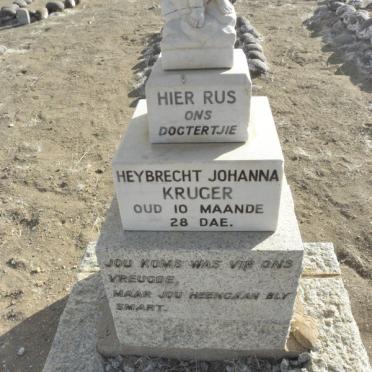 HIER RUS
ONS
DOGTERTJIE
HEYBRECHT JOHANNA
KRUGER
OUD 10 MAANDE
28 DAE.
JOU KOMS WAS VIR ONS
VREUGDE,
MAAR JOU HEENGAAN BLY
SMART.